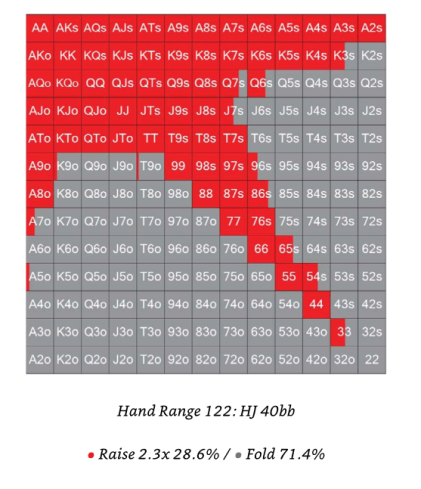 AA AKs AQs AJs ATs A9s A8s A7s A6s A5s A4s A3s A2s
AKo KK KQs KJs KTs K9s K8s K7s K6s K5s K4s K3s K2s
AQo KQo QQ QJs QTs Q9s Q8s Q7s Q6s Q5s Q4s Q3s Q2s
AJo KJo QJo JJ JTs J9s J8s J7s J6s J5s J4s J3s J2s
ATo KTo QTo JTo TT T9s T8s T7s T6s T5s T4s T3s T2s
A9o K9o Q9o J9o T9o 99 98s 97s 96s 95s 94s 93s 92s
A8o K8o Q8o J8o T8o 98o 88 87s 86s 85s 84s 83s 82s
A7o K7o Q7o J7o T7o 97o 87o 77 76s 75s 74s 73s 72s
A6o K6o Q6o J6o T6o 96o 86o 76o 66 65s 64s 63s 62s
A5o K5o Q5o J5o T5o 95o 85o 75o 65o 55 54s 53s 52s
A4o K4o Q4o J4o T4o 94o 84o 74o 64o 54o 44 43s 42s
A3o K3o Q3o J3o T3o 93o 83o 73o 63o 53o 43o 33 32s
A2o K2o Q2o J2o T2o 92o 82o 72o 62o 52o 42o 32o 22
Hand Range 122: HJ 40bb
Raise 2.3x 28.6% / Fold 71.4%